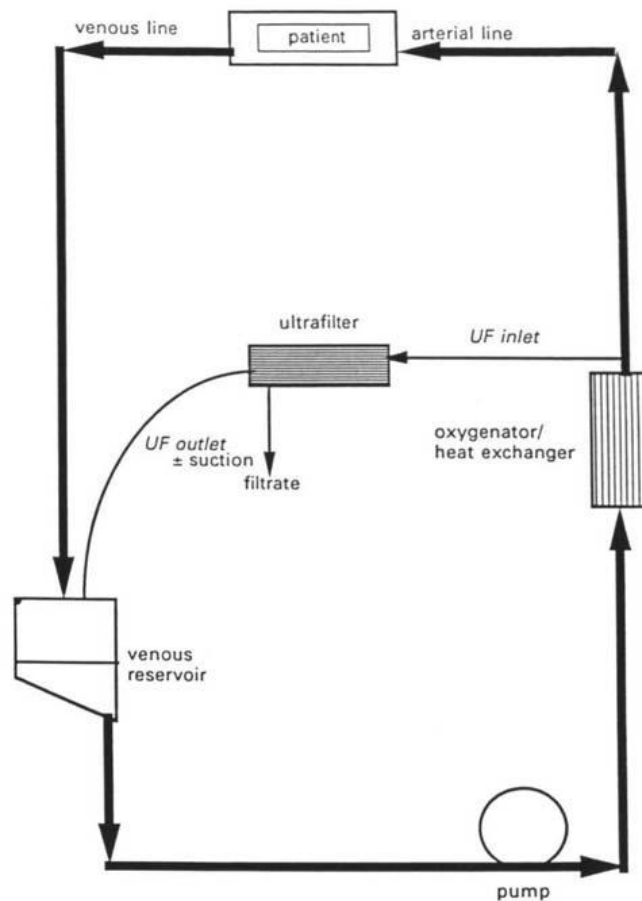 venous line
patient
arterial line
ultrafilter
UF inlet
UF outlet
± suction
filtrate
oxygenator/
heat exchanger
venous
reservoir
pump